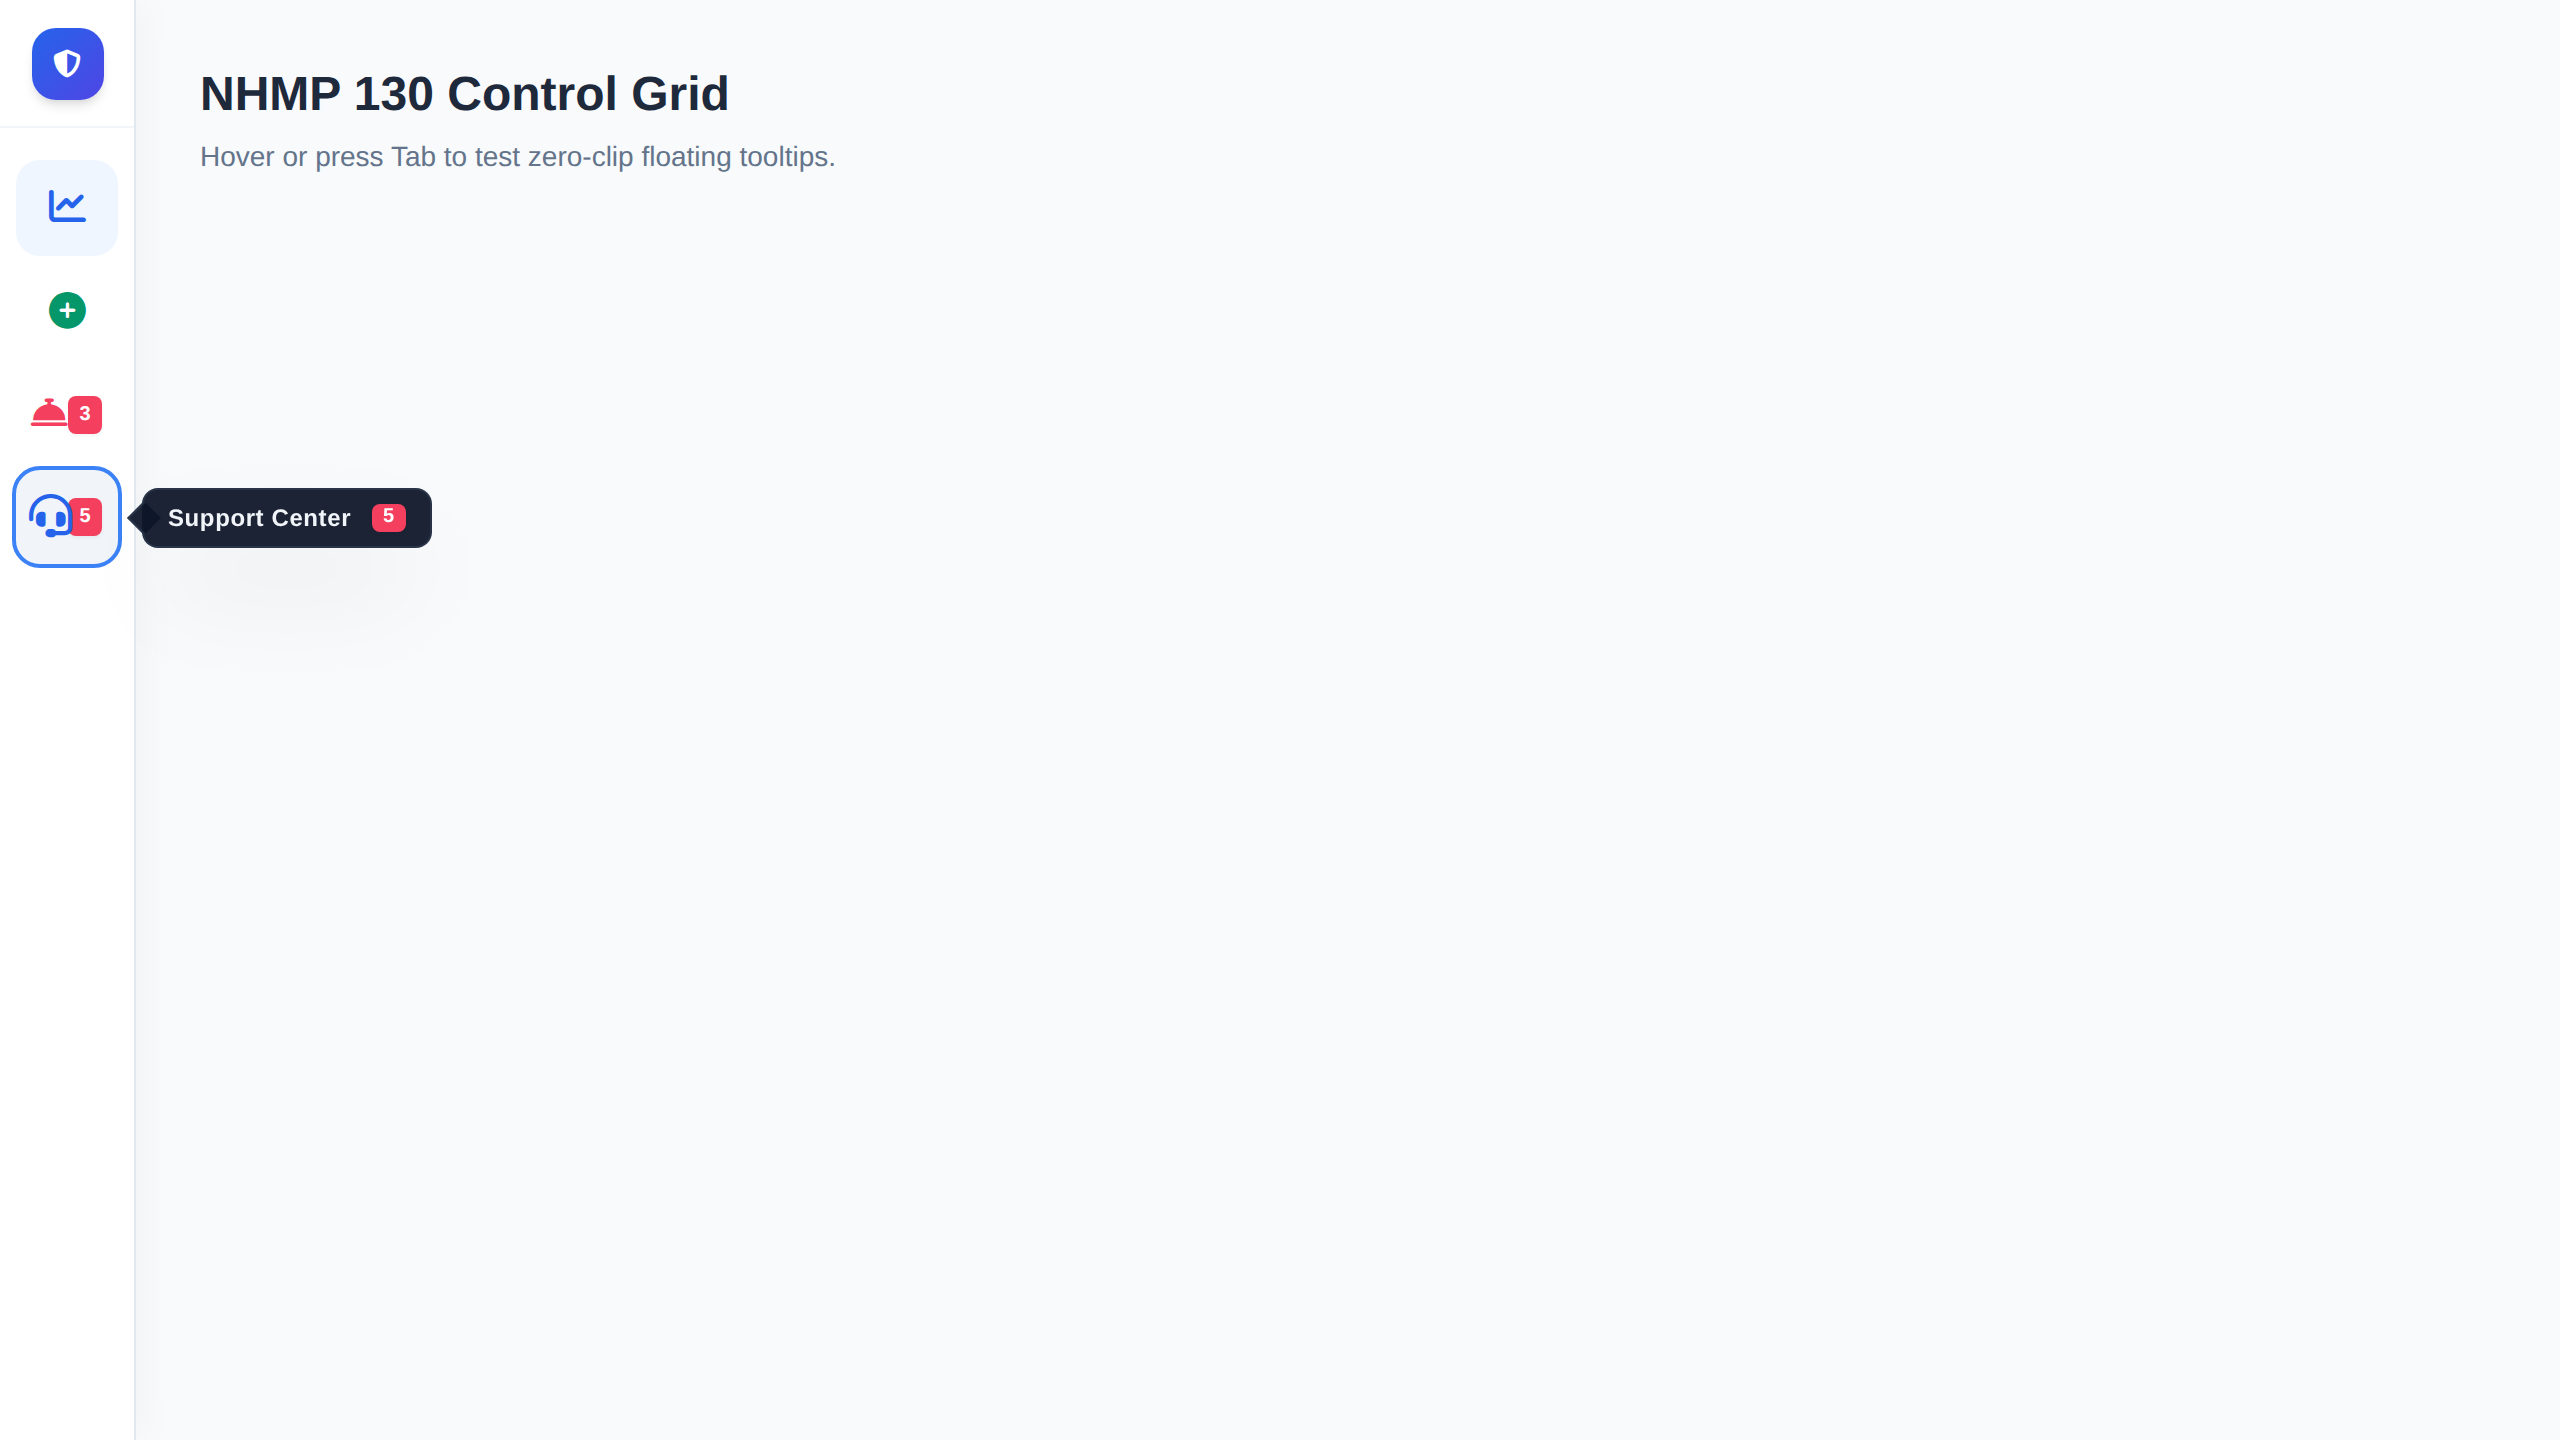 NHMP 130 Control Grid
Hover or press Tab to test zero-clip floating tooltips.
3
5
Support Center 5